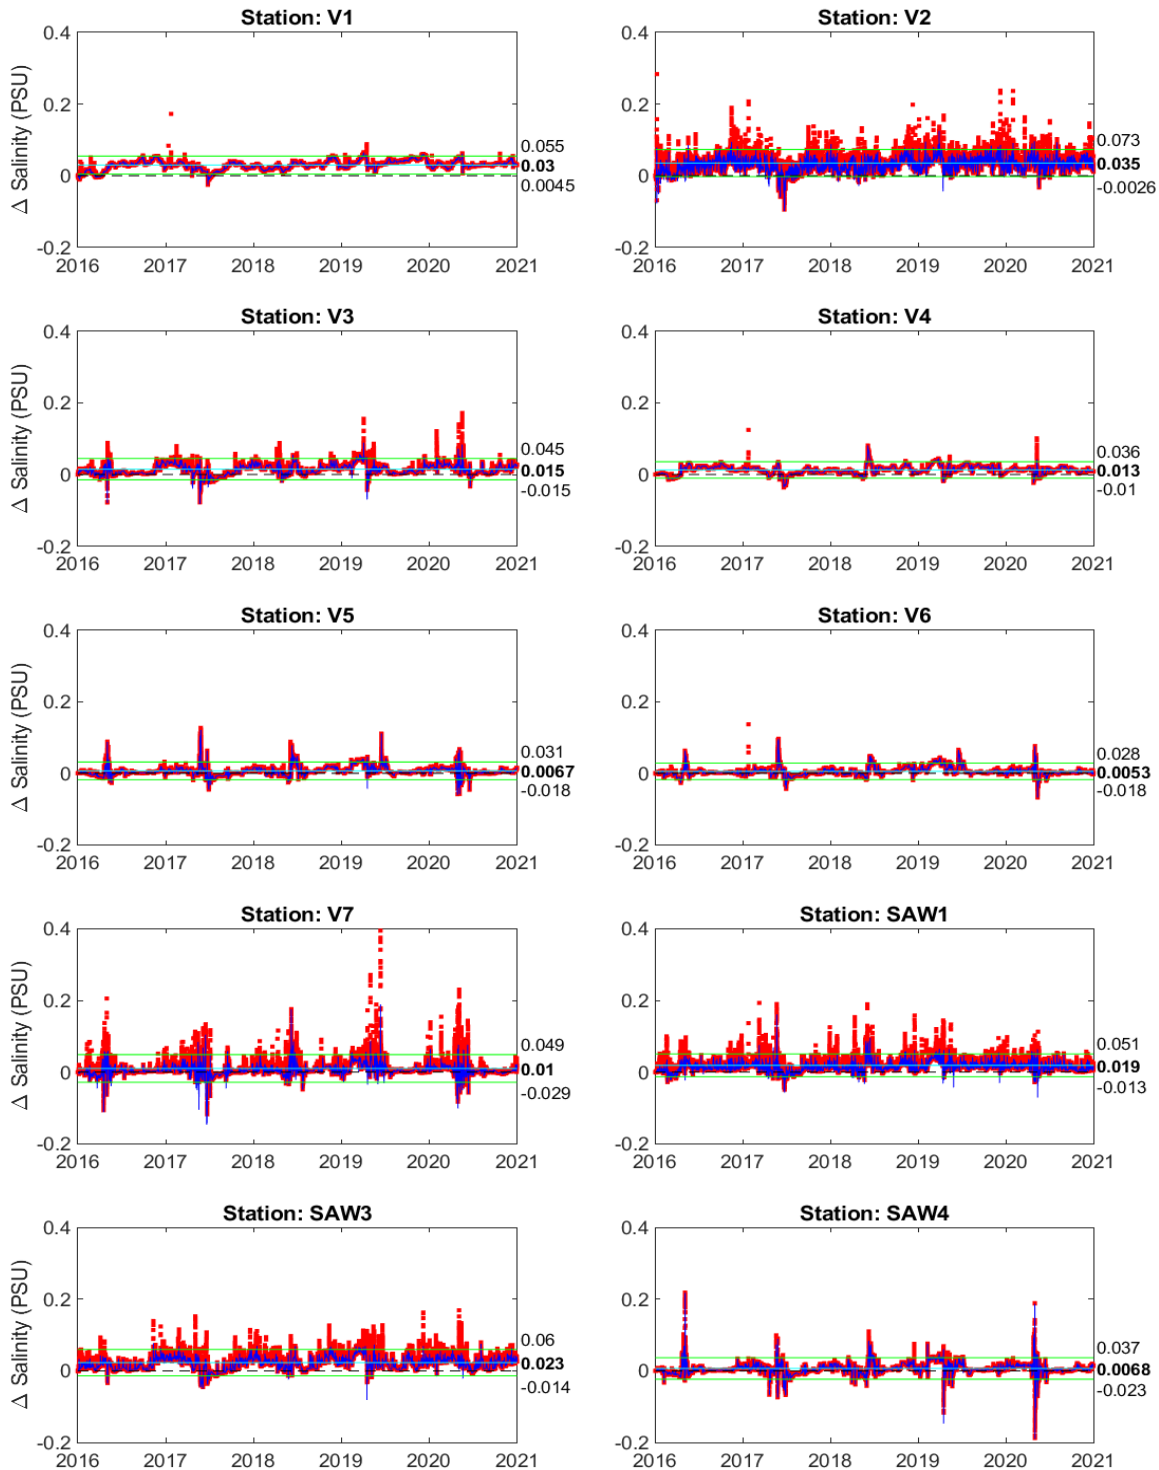 Station: V1
Station: V2
0.4
0.2
0
-0.2
Δ Salinity (PSU)
0.055
0.03
0.0045
2016 2017 2018 2019 2020 2021
0.4
0.2
0
-0.2
0.073
0.035
-0.0026
2016 2017 2018 2019 2020 2021
Station: V3
Station: V4
0.4
0.2
0
-0.2
Δ Salinity (PSU)
0.045
0.015
-0.015
2016 2017 2018 2019 2020 2021
0.4
0.2
0
-0.2
0.036
0.013
-0.01
2016 2017 2018 2019 2020 2021
Station: V5
Station: V6
0.4
0.2
0
-0.2
Δ Salinity (PSU)
0.031
0.0067
-0.018
2016 2017 2018 2019 2020 2021
0.4
0.2
0
-0.2
0.028
0.0053
-0.018
2016 2017 2018 2019 2020 2021
Station: V7
Station: SAW1
0.4
0.2
0
-0.2
Δ Salinity (PSU)
0.049
0.01
-0.029
2016 2017 2018 2019 2020 2021
0.4
0.2
0
-0.2
0.051
0.019
-0.013
2016 2017 2018 2019 2020 2021
Station: SAW3
Station: SAW4
0.4
0.2
0
-0.2
Δ Salinity (PSU)
0.06
0.023
-0.014
2016 2017 2018 2019 2020 2021
0.4
0.2
0
-0.2
0.037
0.0068
-0.023
2016 2017 2018 2019 2020 2021